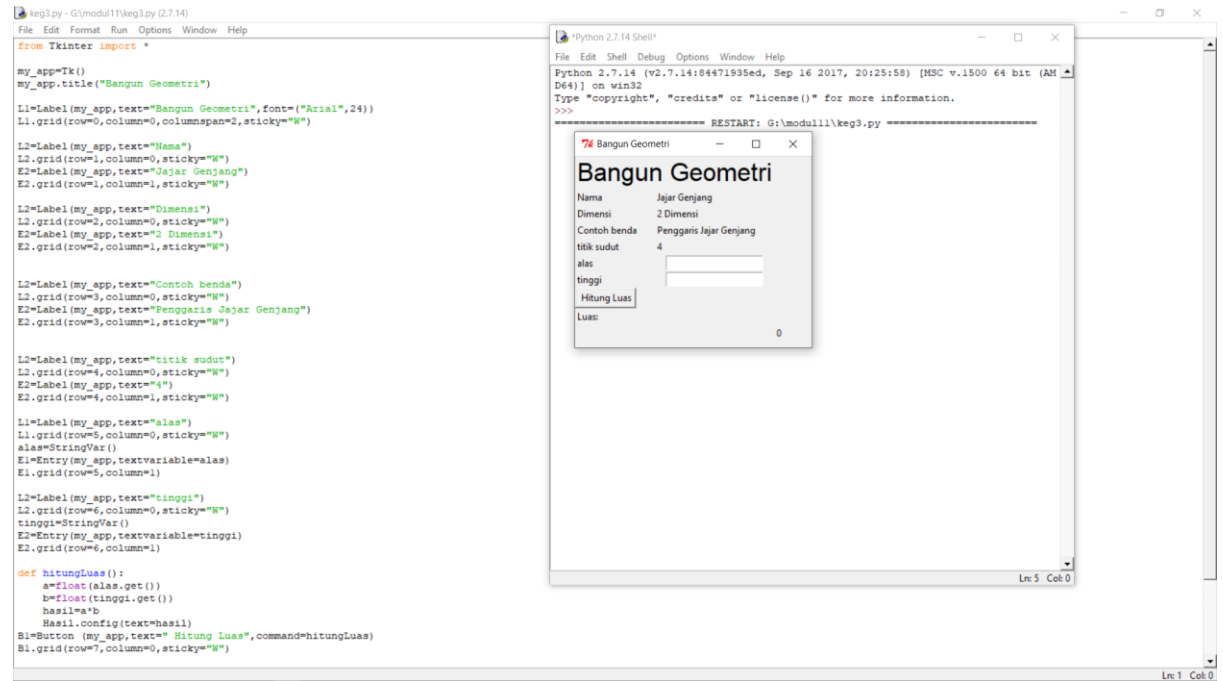 keg3.py - G:\modul11\keg3.py (2.7.14)
File Edit Format Run Options Window Help
from Tkinter import *
my_app=Tk()
my_app.title("Bangun Geometri")
L1=Label(my_app,text="Bangun Geometri",font=("Arial",24))
L1.grid(row=0,column=0,columnspan=2,sticky="W")
L2=Label(my_app,text="Nama")
L2.grid(row=1,column=0,sticky="W")
E2=Label(my_app,text="Jajar Genjang")
E2.grid(row=1,column=1,sticky="W")
L2=Label(my_app,text="Dimensi")
L2.grid(row=2,column=0,sticky="W")
E2=Label(my_app,text="2 Dimensi")
E2.grid(row=2,column=1,sticky="W")
L2=Label(my_app,text="Contoh benda")
L2.grid(row=3,column=0,sticky="W")
E2=Label(my_app,text="Penggaris Jajar Genjang")
E2.grid(row=3,column=1,sticky="W")
L2=Label(my_app,text="titik sudut")
L2.grid(row=4,column=0,sticky="W")
E2=Label(my_app,text="4")
E2.grid(row=4,column=1,sticky="W")
L1=Label(my_app,text="alas")
L1.grid(row=5,column=0,sticky="W")
alas=StringVar()
E1=Entry(my_app,textvariable=alas)
E1.grid(row=5,column=1)
L2=Label(my_app,text="tinggi")
L2.grid(row=6,column=0,sticky="W")
tinggi=StringVar()
E2=Entry(my_app,textvariable=tinggi)
E2.grid(row=6,column=1)
def hitungLuas():
    a=float(alas.get())
    b=float(tinggi.get())
    hasil=a*b
    Hasil.config(text=hasil)
B1=Button (my_app,text=" Hitung Luas",command=hitungLuas)
B1.grid(row=7,column=0,sticky="W")
Ln: 1 Col: 0
*Python 2.7.14 Shell*
File Edit Shell Debug Options Window Help
Python 2.7.14 (v2.7.14:84471935ed, Sep 16 2017, 20:25:58) [MSC v.1500 64 bit (AM
D64)] on win32
Type "copyright", "credits" or "license()" for more information.
>>>
======================== RESTART: G:\modul11\keg3.py ========================
Ln: 5 Col: 0
Bangun Geometri
Bangun Geometri
Nama Jajar Genjang
Dimensi 2 Dimensi
Contoh benda Penggaris Jajar Genjang
titik sudut 4
alas
tinggi
Hitung Luas
Luas:
0